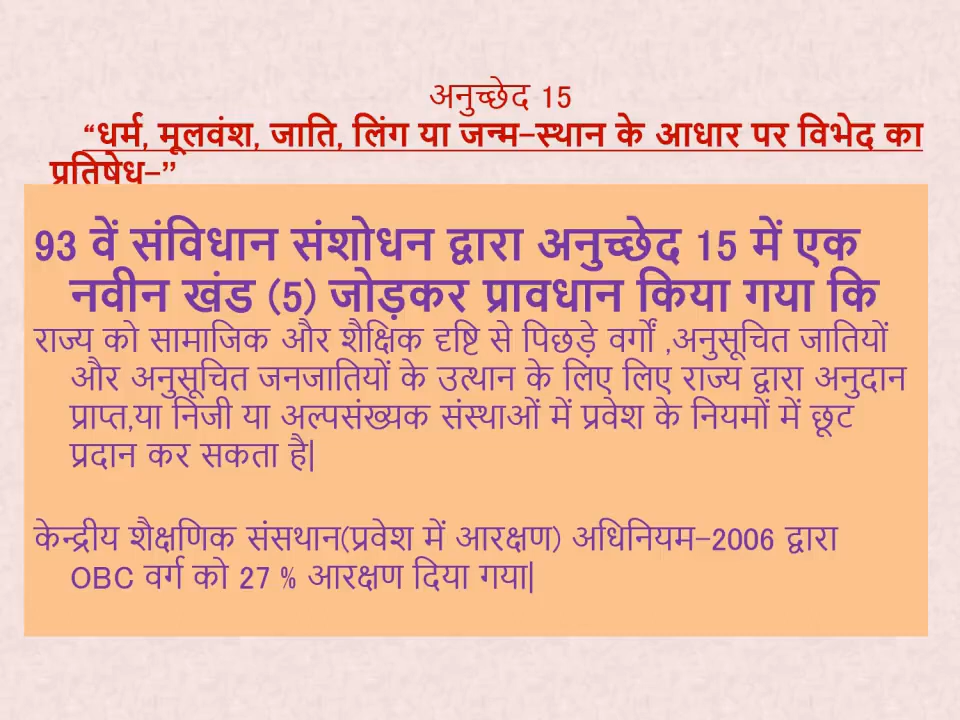 अनुच्छेद 15
“धर्म, मूलवंश, जाति, लिंग या जन्म-स्थान के आधार पर विभेद का
प्रतिषेध-”
93 वें संविधान संशोधन द्वारा अनुच्छेद 15 में एक
नवीन खंड (5) जोड़कर प्रावधान किया गया कि
राज्य को सामाजिक और शैक्षिक दृष्टि से पिछड़े वर्गों ,अनुसूचित जातियों
और अनुसूचित जनजातियों के उत्थान के लिए लिए राज्य द्वारा अनुदान
प्राप्त,या निजी या अल्पसंख्यक संस्थाओं में प्रवेश के नियमों में छूट
प्रदान कर सकता है|
केन्द्रीय शैक्षणिक संसथान(प्रवेश में आरक्षण) अधिनियम-2006 द्वारा
OBC वर्ग को 27 % आरक्षण दिया गया|